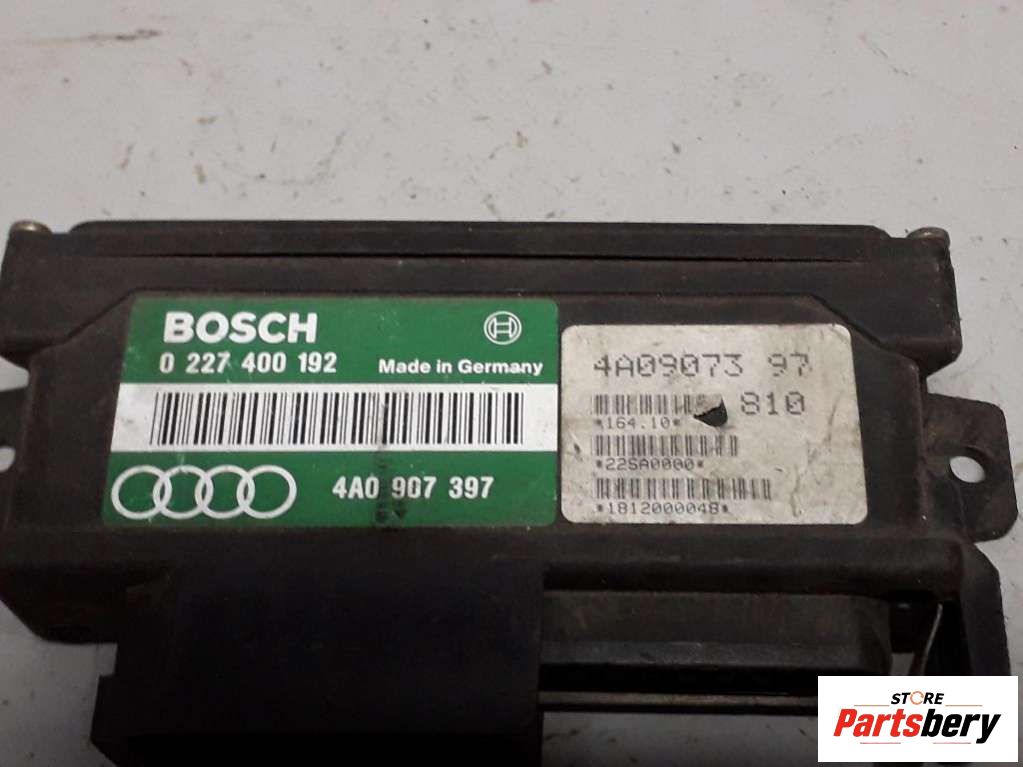 BOSCH
0 227 400 192
Made in Germany
4A0 907 397
4A09073 97
810
*164.10*
*22SA0000*
*1812000048*
STORE
Partsbery